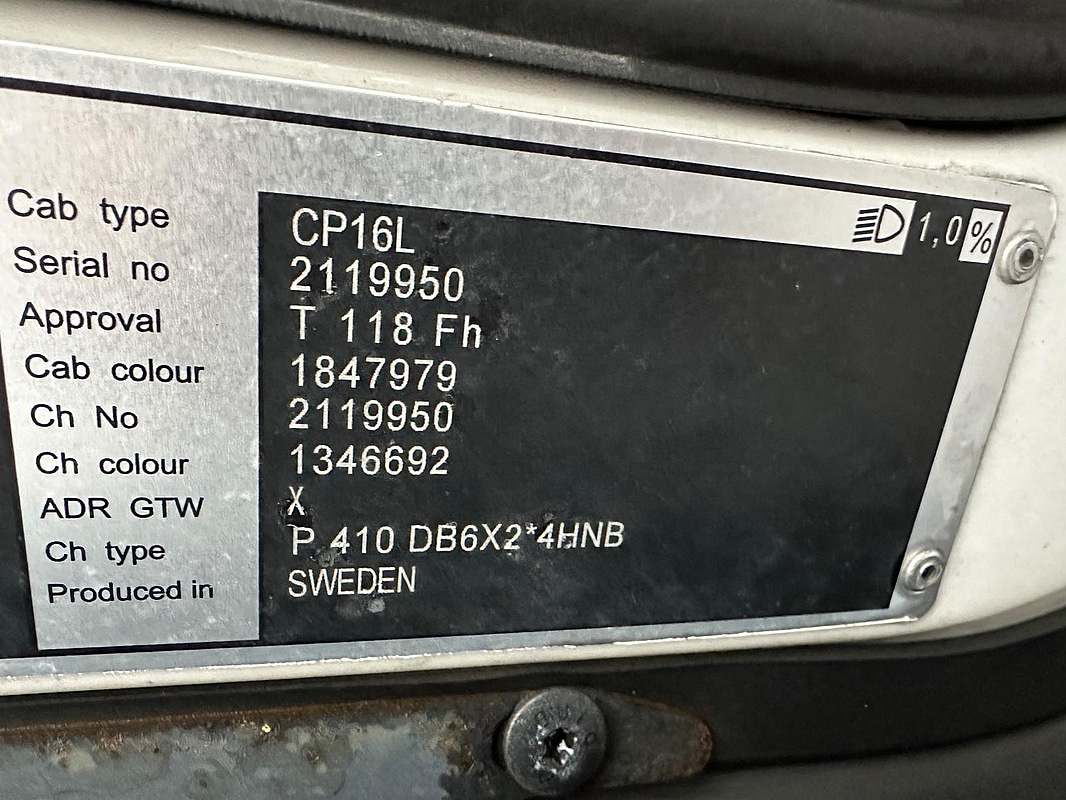 1,0%
Cab type CP16L
Serial no 2119950
Approval T 118 Fh
Cab colour 1847979
Ch No 2119950
Ch colour 1346692
ADR GTW X
Ch type P 410 DB6X2*4HNB
Produced in SWEDEN